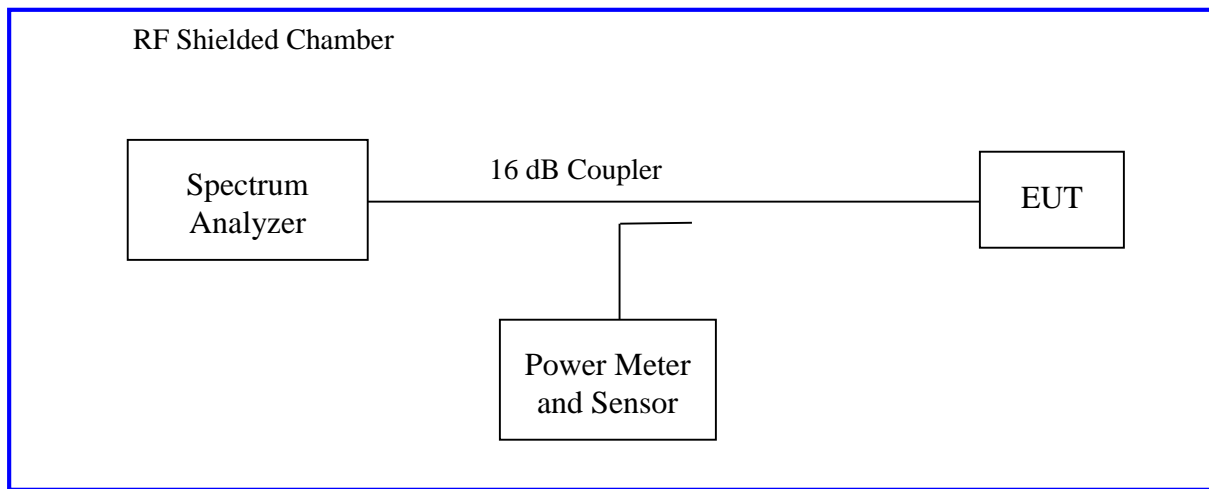 RF Shielded Chamber
16 dB Coupler
Spectrum
Analyzer
EUT
Power Meter
and Sensor